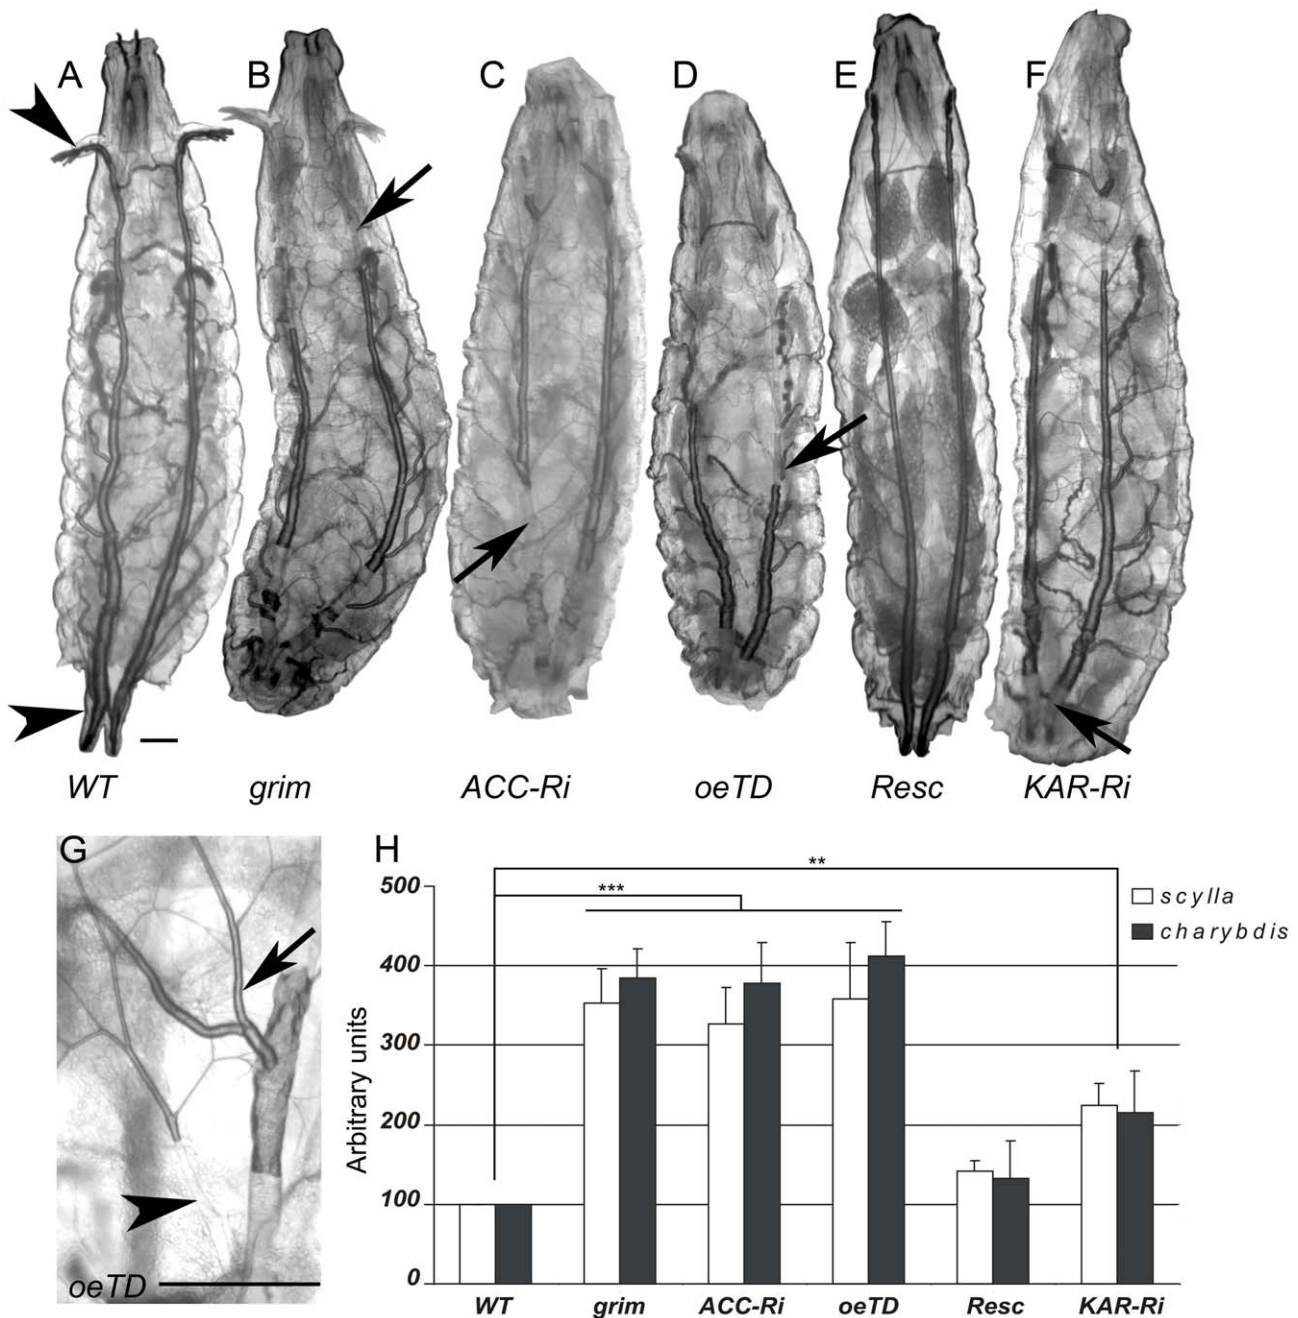 A
B
C
D
E
F
WT
grim
ACC-Ri
oeTD
Resc
KAR-Ri
G
oeTD
H
**
***
scylla
charybdis
Arbitrary units
500
400
300
200
100
0
WT
grim
ACC-Ri
oeTD
Resc
KAR-Ri